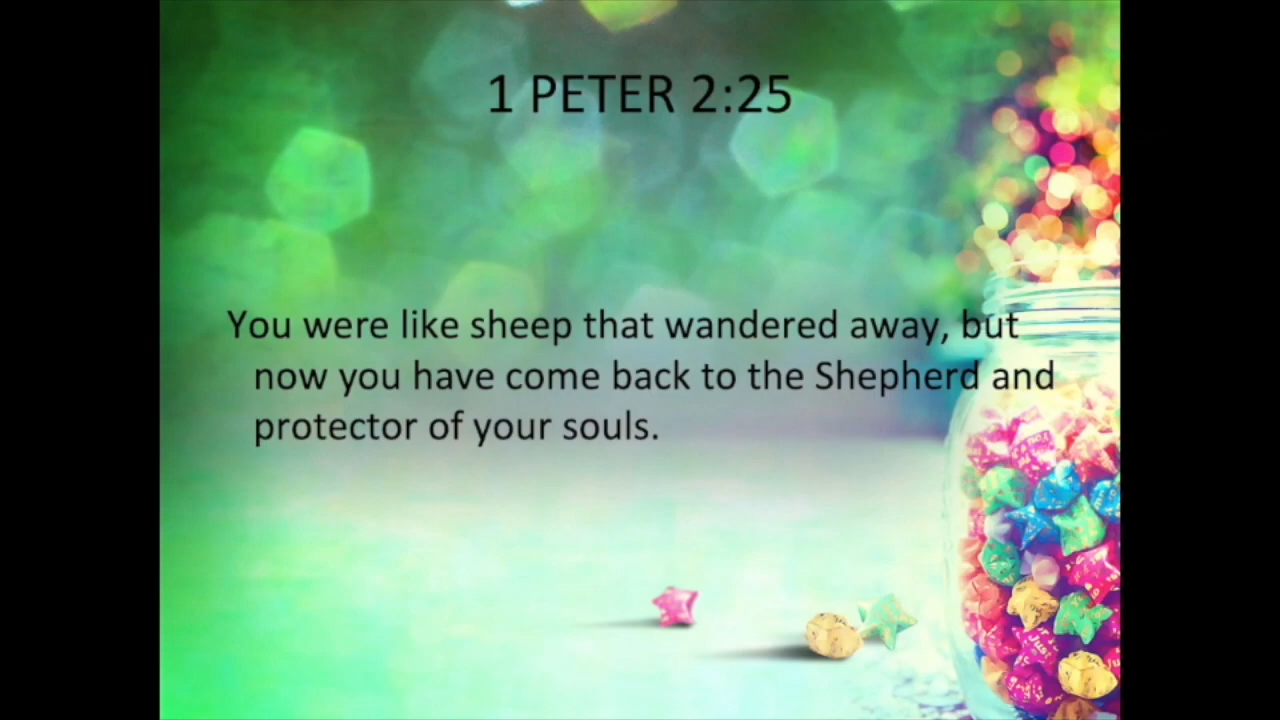 1 PETER 2:25
You were like sheep that wandered away, but
now you have come back to the Shepherd and
protector of your souls.